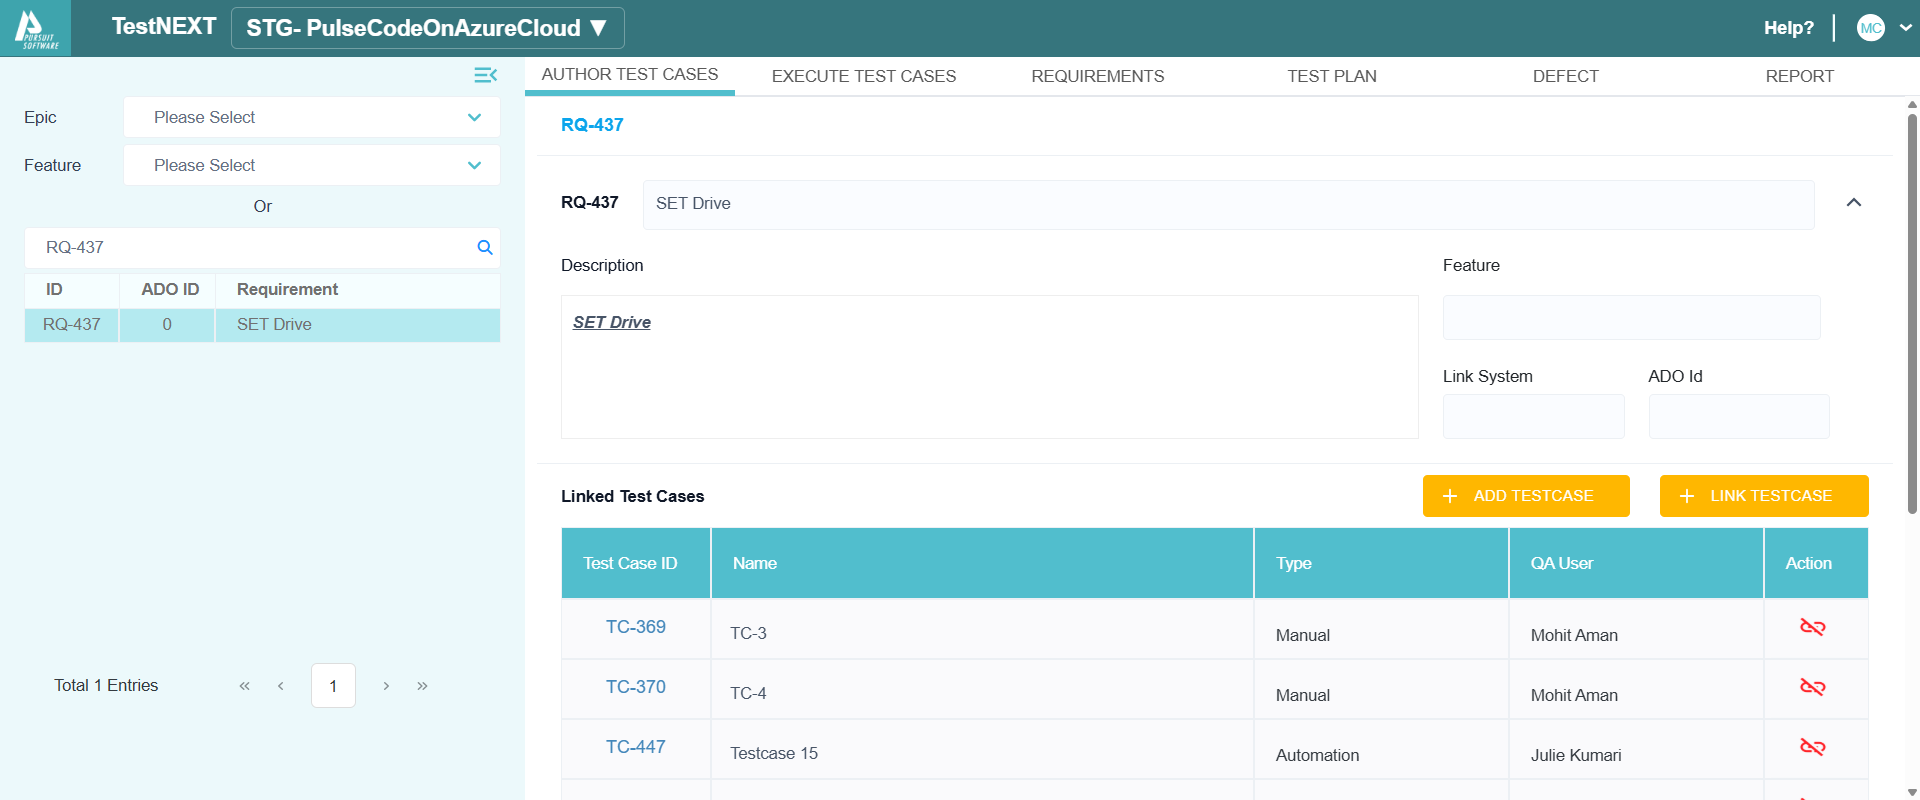 PURSUIT
SOFTWARE
TestNEXT
STG- PulseCodeOnAzureCloud ▼
Help?
MC
AUTHOR TEST CASES
EXECUTE TEST CASES
REQUIREMENTS
TEST PLAN
DEFECT
REPORT
Epic
Please Select
Feature
Please Select
Or
RQ-437
ID
ADO ID
Requirement
RQ-437
0
SET Drive
Total 1 Entries
«
‹
1
›
»
RQ-437
RQ-437
SET Drive
Description
SET Drive
Feature
Link System
ADO Id
Linked Test Cases
+ ADD TESTCASE
+ LINK TESTCASE
Test Case ID
Name
Type
QA User
Action
TC-369
TC-3
Manual
Mohit Aman
TC-370
TC-4
Manual
Mohit Aman
TC-447
Testcase 15
Automation
Julie Kumari